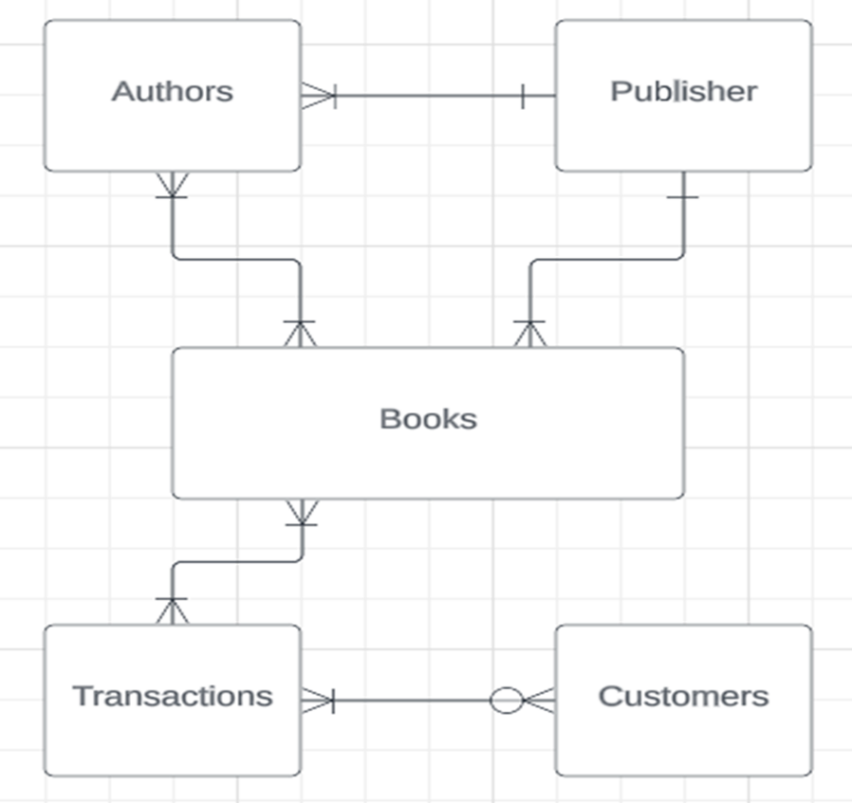 Authors
Publisher
Books
Transactions
Customers